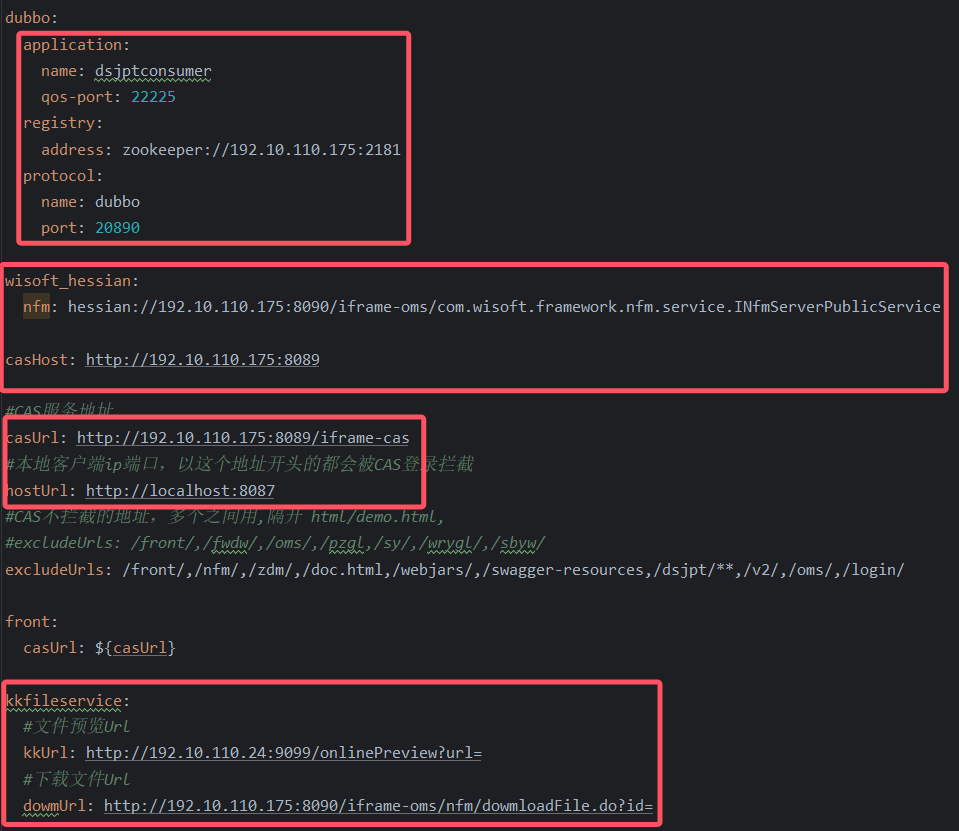 dubbo:
application:
name: dsjptconsumer
qos-port: 22225
registry:
address: zookeeper://192.10.110.175:2181
protocol:
name: dubbo
port: 20890
wisoft_hessian:
nfm: hessian://192.10.110.175:8090/iframe-oms/com.wisoft.framework.nfm.service.INfmServerPublicService
casHost: http://192.10.110.175:8089
#CAS服务地址
casUrl: http://192.10.110.175:8089/iframe-cas
#本地客户端ip端口，以这个地址开头的都会被CAS登录拦截
hostUrl: http://localhost:8087
#CAS不拦截的地址，多个之间用,隔开 html/demo.html,
#excludeUrls: /front/,/fwdw/,/oms/,/pzgl,/sy/,/wrygl/,/sbyw/
excludeUrls: /front/,/nfm/,/zdm/,/doc.html,/webjars/,/swagger-resources,/dsjpt/**,/v2/,/oms/,/login/
front:
casUrl: ${casUrl}
kkfileservice:
#文件预览Url
kkUrl: http://192.10.110.24:9099/onlinePreview?url=
#下载文件Url
dowmUrl: http://192.10.110.175:8090/iframe-oms/nfm/dowmloadFile.do?id=